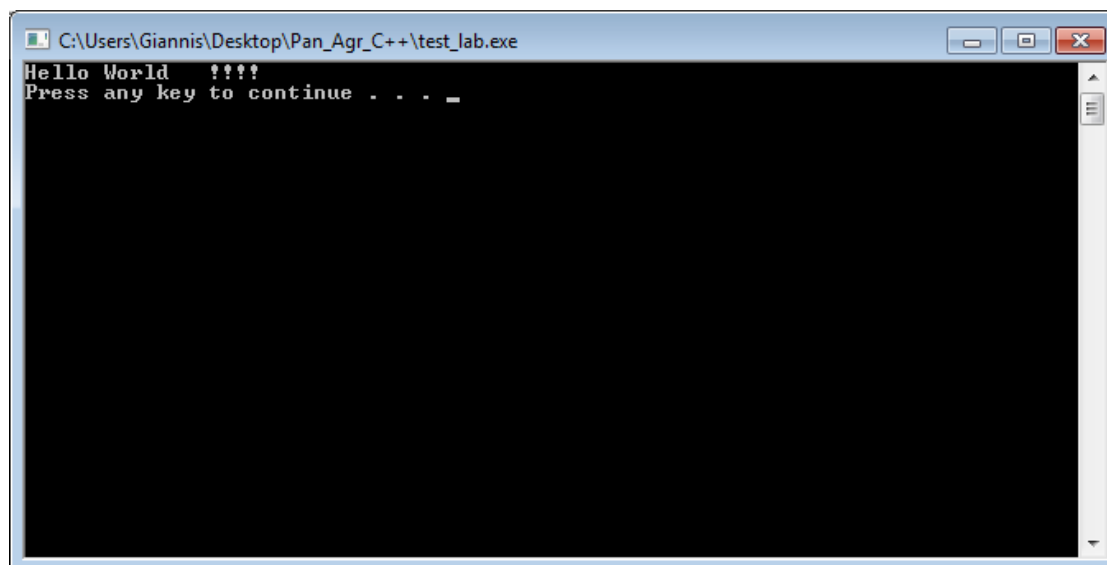 C:\Users\Giannis\Desktop\Pan_Agr_C++\test_lab.exe
Hello World   !!!!
Press any key to continue . . . _